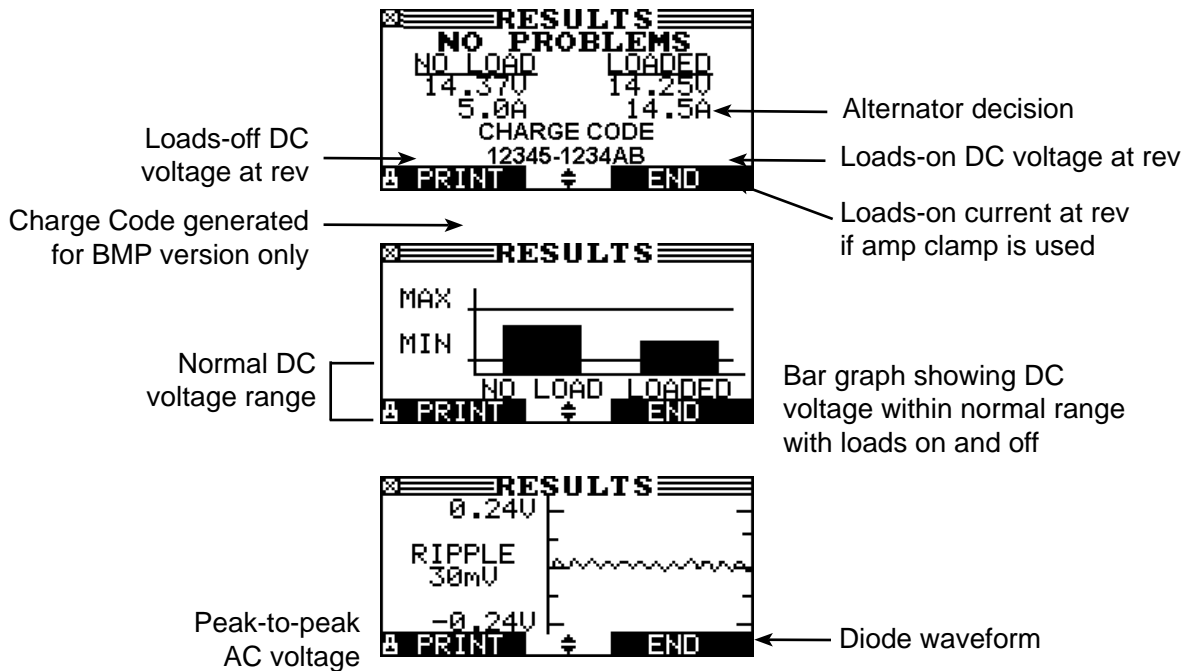 RESULTS
NO PROBLEMS
NO LOAD LOADED
14.37V 14.25V
5.0A 14.5A
CHARGE CODE
12345-1234AB
PRINT END
Alternator decision
Loads-off DC
voltage at rev
Loads-on DC voltage at rev
Loads-on current at rev
if amp clamp is used
Charge Code generated
for BMP version only
RESULTS
MAX
MIN
NO LOAD LOADED
PRINT END
Normal DC
voltage range
Bar graph showing DC
voltage within normal range
with loads on and off
RESULTS
0.24V
RIPPLE
30mV
-0.24V
PRINT END
Peak-to-peak
AC voltage
Diode waveform